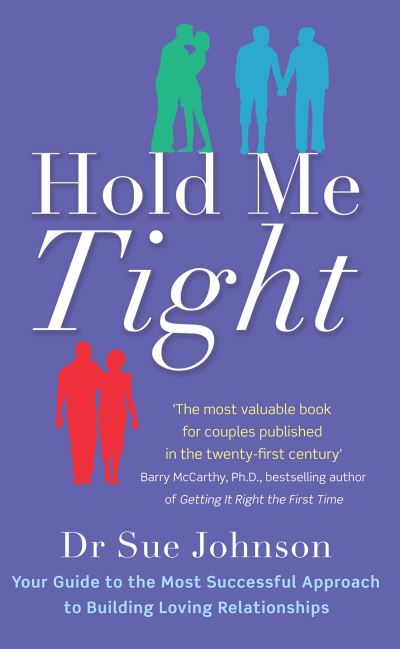 Hold Me
Tight
‘The most valuable book
for couples published
in the twenty-first century’
Barry McCarthy, Ph.D., bestselling author
of Getting It Right the First Time
Dr Sue Johnson
Your Guide to the Most Successful Approach
to Building Loving Relationships